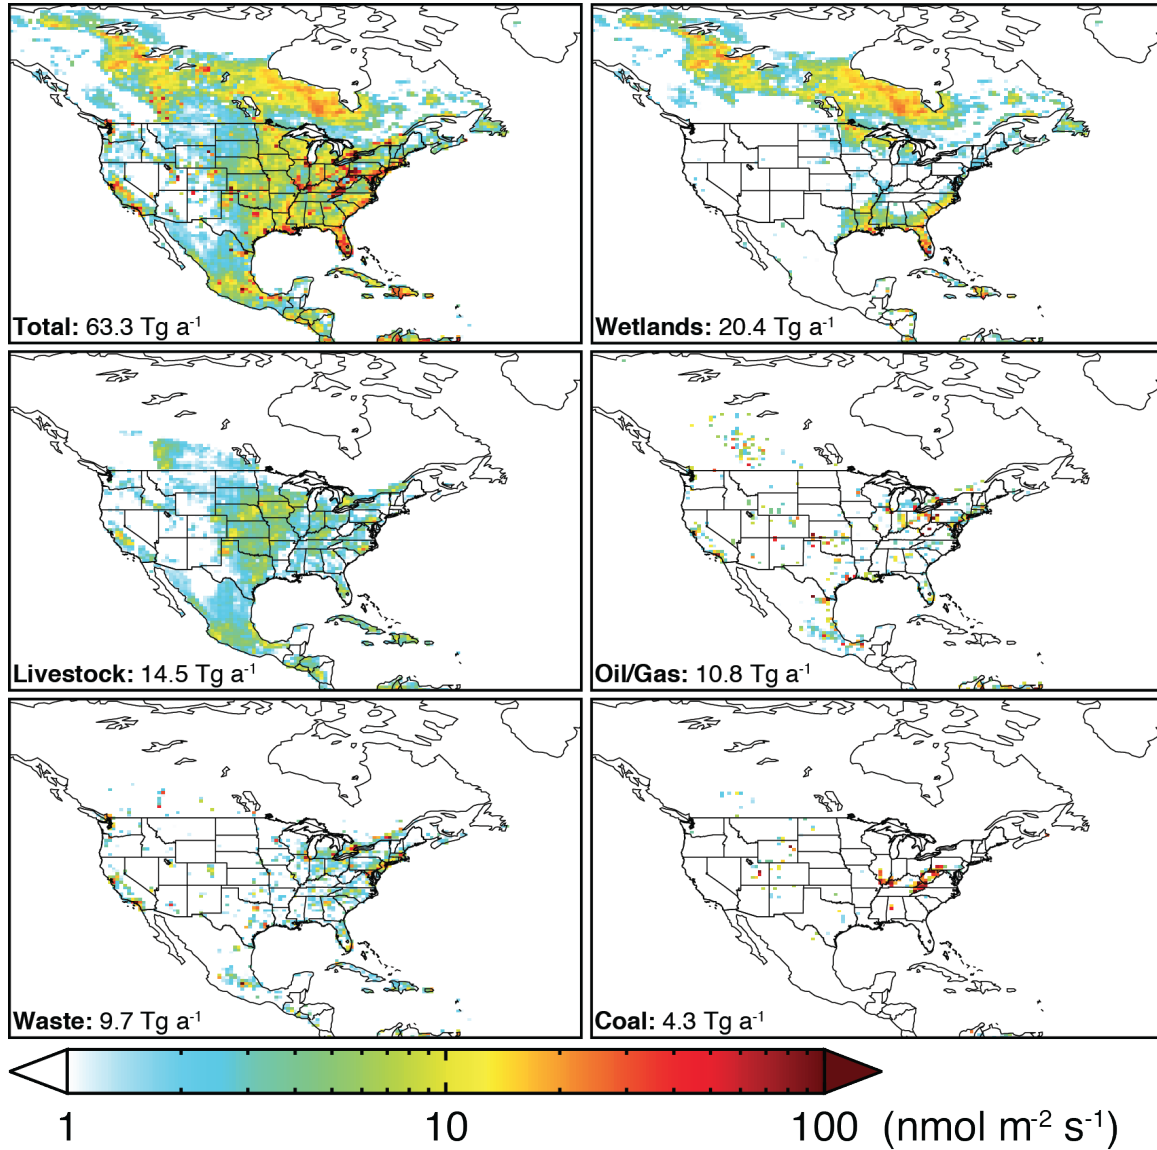 Total: 63.3 Tg a⁻¹
Wetlands: 20.4 Tg a⁻¹
Livestock: 14.5 Tg a⁻¹
Oil/Gas: 10.8 Tg a⁻¹
Waste: 9.7 Tg a⁻¹
Coal: 4.3 Tg a⁻¹
1 10 100 (nmol m⁻² s⁻¹)